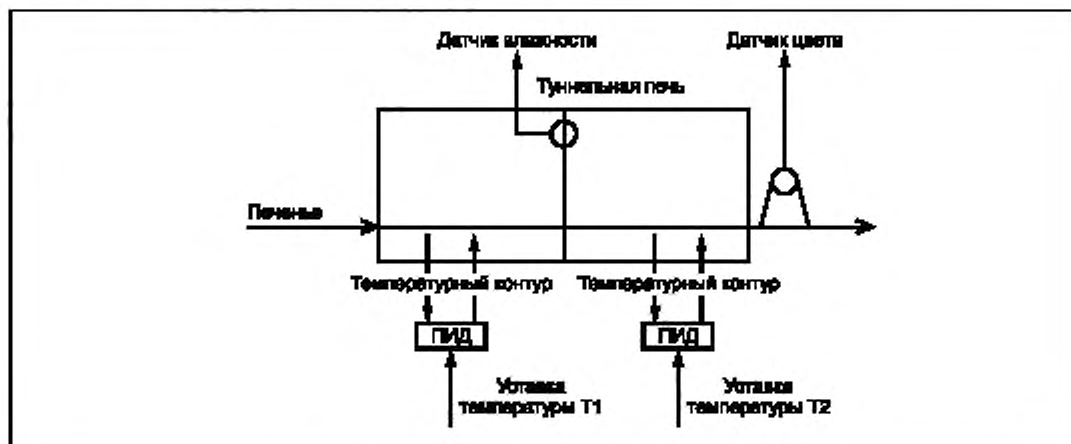 Датчик влажности
Датчик цвета
Туннельная печь
Печенье
Температурный контур
Температурный контур
ПИД
ПИД
Уставка
температуры Т1
Уставка
температуры Т2